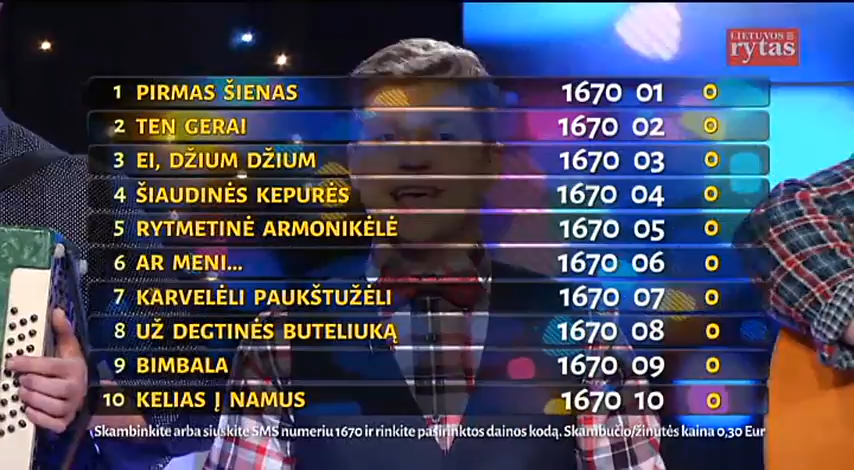 LIETUVOS
rytas
1 PIRMAS ŠIENAS 1670 01 0
2 TEN GERAI 1670 02 0
3 EI, DŽIUM DŽIUM 1670 03 0
4 ŠIAUDINĖS KEPURĖS 1670 04 0
5 RYTMETINĖ ARMONIKĖLĖ 1670 05 0
6 AR MENI... 1670 06 0
7 KARVELĖLI PAUKŠTUŽĖLI 1670 07 0
8 UŽ DEGTINĖS BUTELIUKĄ 1670 08 0
9 BIMBALA 1670 09 0
10 KELIAS Į NAMUS 1670 10 0
Skambinkite arba siųskite SMS numeriu 1670 ir rinkite pasirinktos dainos kodą. Skambučio/žinutės kaina 0,30 Eur